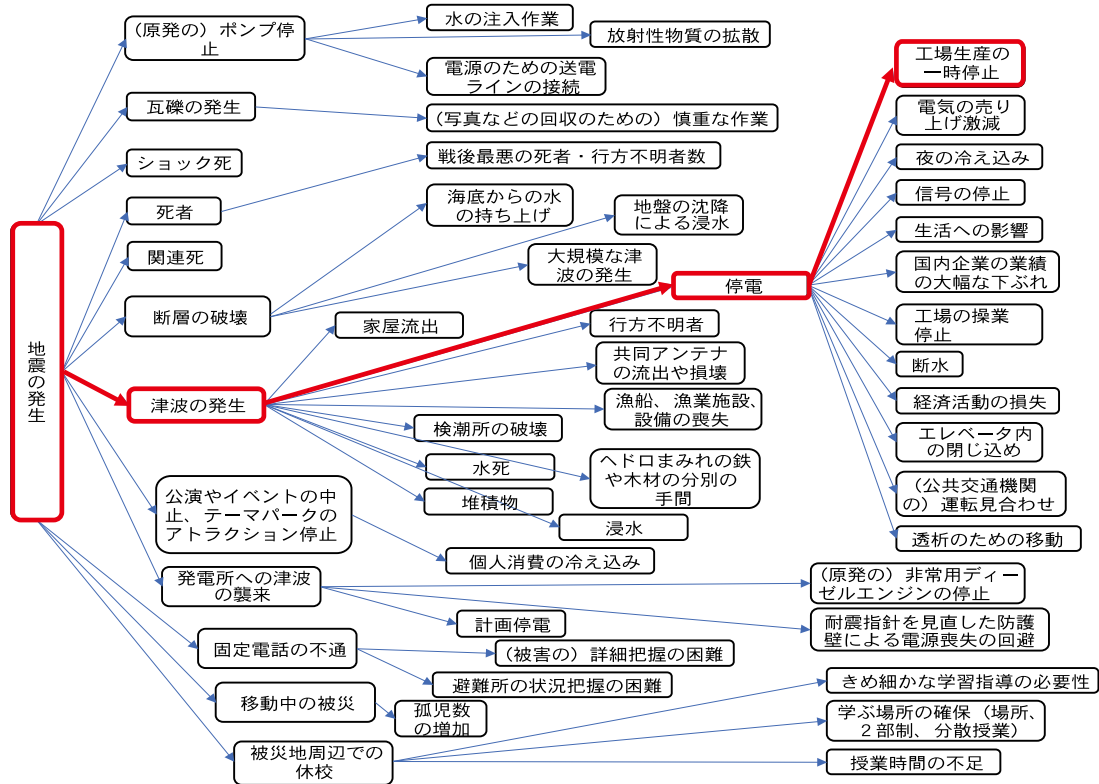 地震の発生
（原発の）ポンプ停
止
瓦礫の発生
ショック死
死者
関連死
断層の破壊
津波の発生
公演やイベントの中
止、テーマパークの
アトラクション停止
発電所への津波
の襲来
固定電話の不通
移動中の被災
被災地周辺での
休校
水の注入作業
放射性物質の拡散
電源のための送電
ラインの接続
（写真などの回収のための）慎重な作業
戦後最悪の死者・行方不明者数
海底からの水
の持ち上げ
地盤の沈降
による浸水
大規模な津
波の発生
停電
家屋流出
行方不明者
共同アンテナ
の流出や損壊
漁船、漁業施設、
設備の喪失
検潮所の破壊
水死
ヘドロまみれの鉄
や木材の分別の
手間
堆積物
浸水
個人消費の冷え込み
計画停電
（被害の）詳細把握の困難
避難所の状況把握の困難
孤児数
の増加
工場生産の
一時停止
電気の売り
上げ激減
夜の冷え込み
信号の停止
生活への影響
国内企業の業績
の大幅な下ぶれ
工場の操業
停止
断水
経済活動の損失
エレベータ内
の閉じ込め
（公共交通機関
の）運転見合わせ
透析のための移動
（原発の）非常用ディー
ゼルエンジンの停止
耐震指針を見直した防護
壁による電源喪失の回避
きめ細かな学習指導の必要性
学ぶ場所の確保（場所、
２部制、分散授業）
授業時間の不足